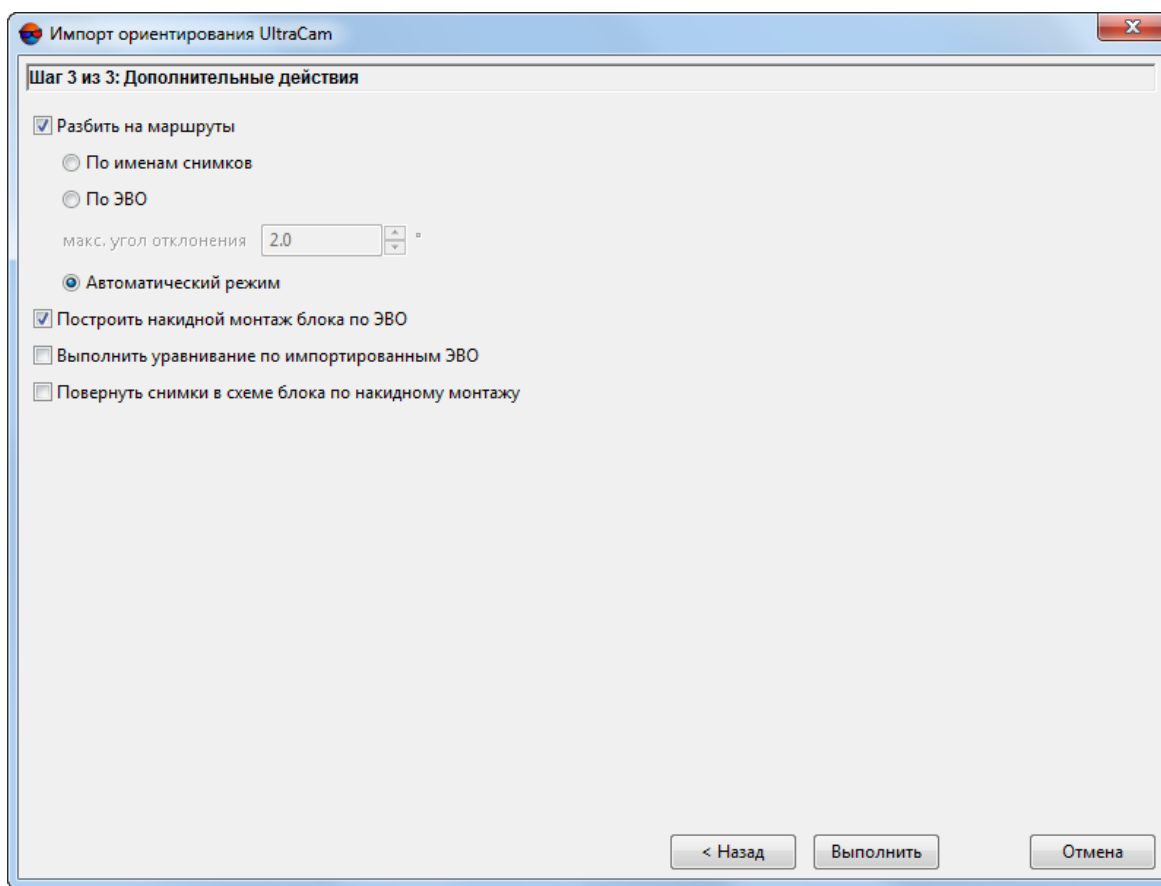 Импорт ориентирования UltraCam
Шаг 3 из 3: Дополнительные действия
Разбить на маршруты
По именам снимков
По ЭВО
макс. угол отклонения 2.0 °
Автоматический режим
Построить накидной монтаж блока по ЭВО
Выполнить уравнивание по импортированным ЭВО
Повернуть снимки в схеме блока по накидному монтажу
< Назад Выполнить Отмена